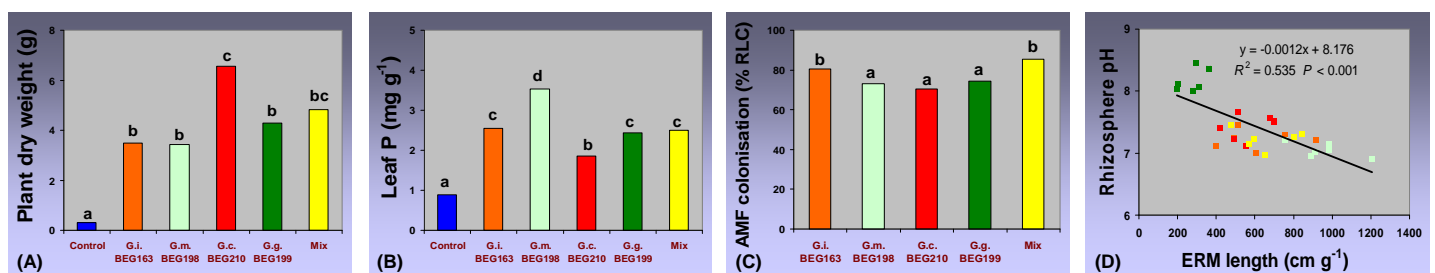 Plant dry weight (g)
8
6
4
2
0
a
b
b
c
b
bc
Control
G.i.
BEG163
G.m.
BEG198
G.c.
BEG210
G.g.
BEG199
Mix
(A)
Leaf P (mg g-1)
5
4
3
2
1
0
a
c
d
b
c
c
Control
G.i.
BEG163
G.m.
BEG198
G.c.
BEG210
G.g.
BEG199
Mix
(B)
AMF colonisation (% RLC)
100
80
60
40
20
0
b
a
a
a
b
G.i.
BEG163
G.m.
BEG198
G.c.
BEG210
G.g.
BEG199
Mix
(C)
Rhizosphere pH
9
8
7
6
y = -0.0012x + 8.176
R2 = 0.535 P < 0.001
0 200 400 600 800 1000 1200 1400
ERM length (cm g-1)
(D)